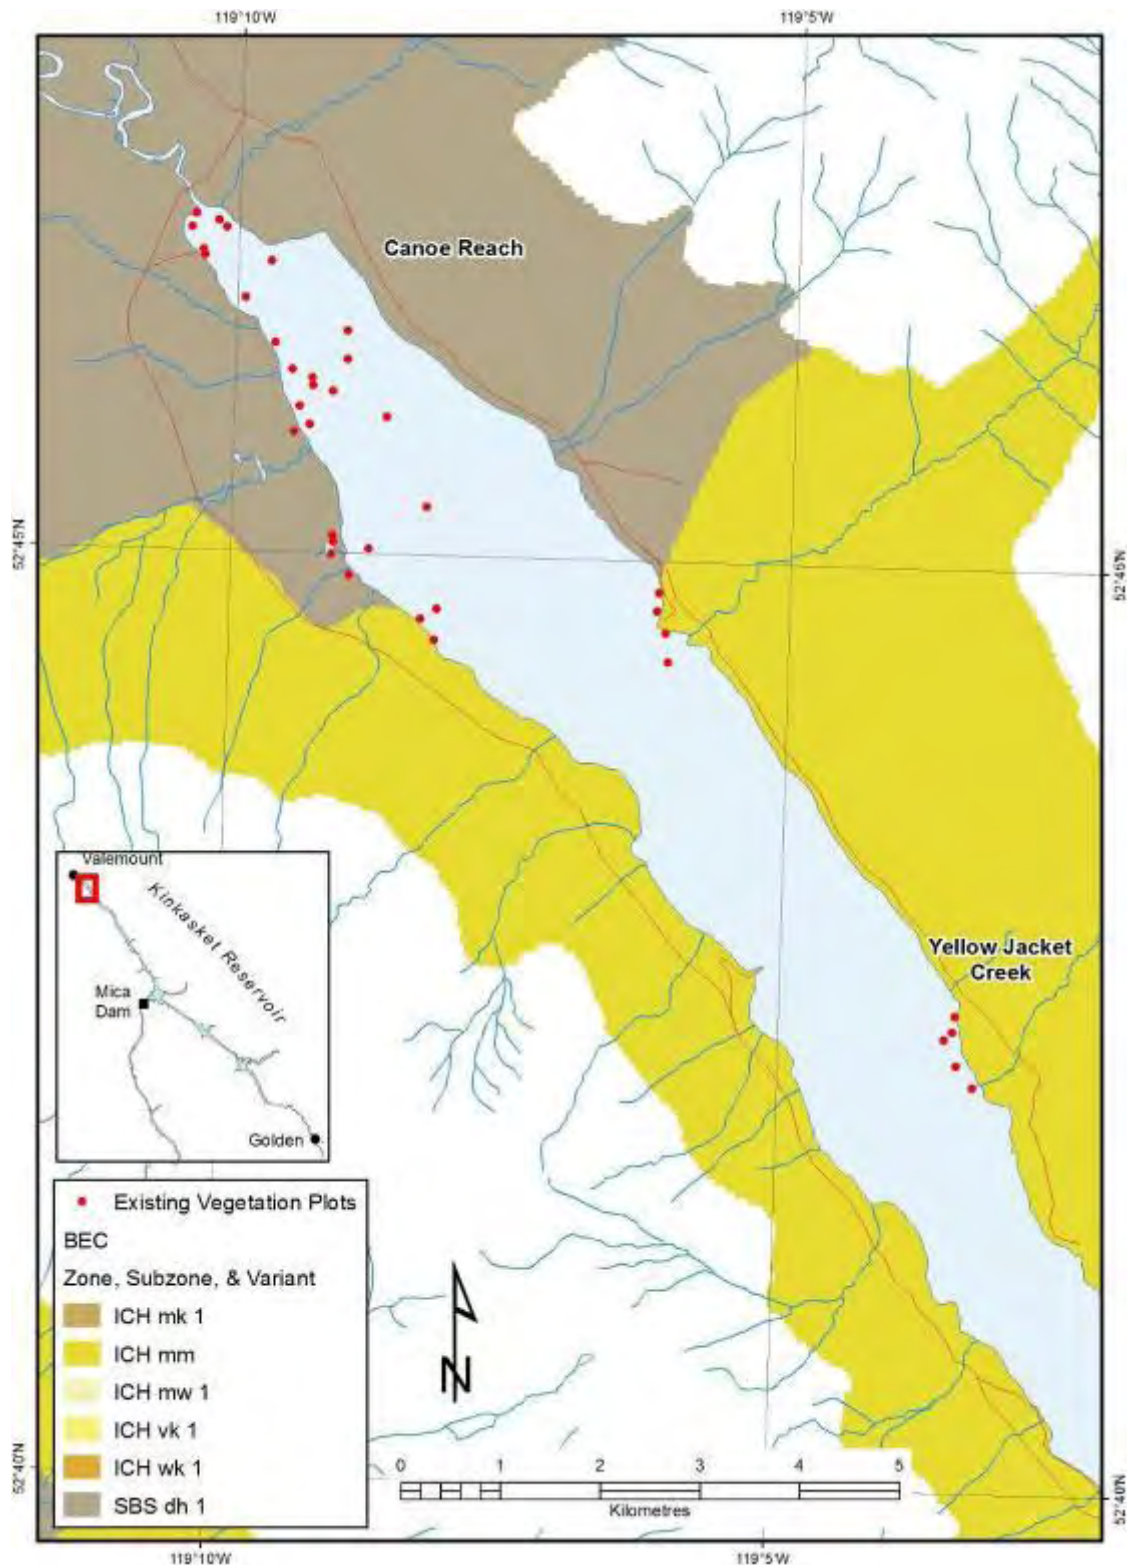 119°10'W
119°5'W
Canoe Reach
52°45'N
52°45'N
Yellow Jacket
Creek
Valemount
Kinkasket Reservoir
Mica
Dam
Golden
Existing Vegetation Plots
BEC
Zone, Subzone, & Variant
ICH mk 1
ICH mm
ICH mw 1
ICH vk 1
ICH wk 1
SBS dh 1
N
0 1 2 3 4 5
Kilometres
52°40'N
52°40'N
119°10'W
119°5'W